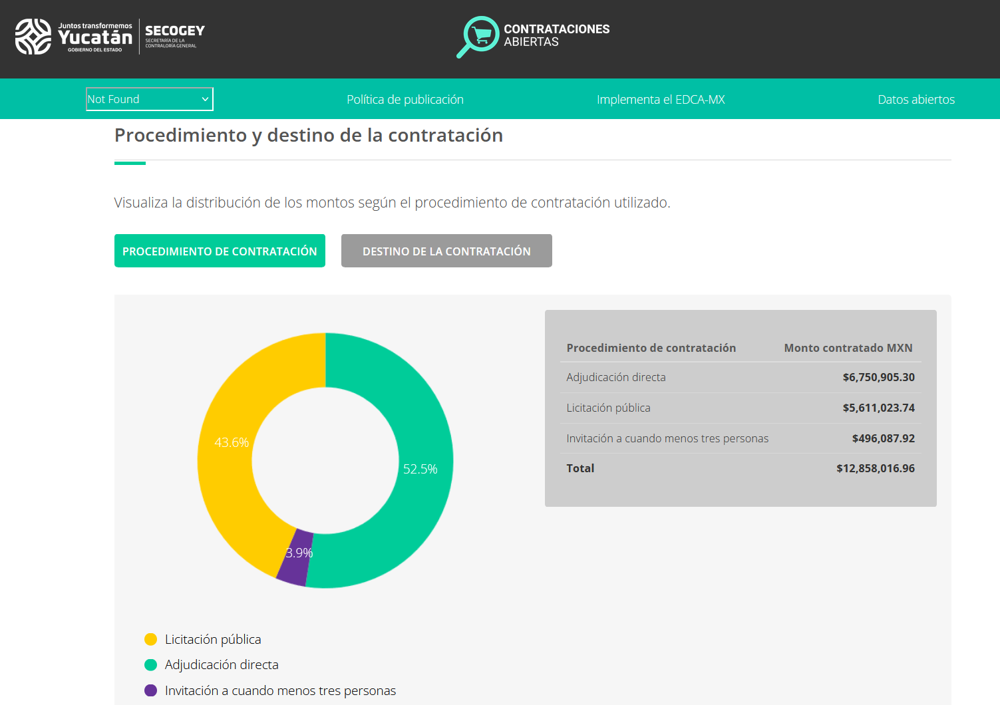 Juntos transformemos
Yucatán
GOBIERNO DEL ESTADO
SECOGEY
SECRETARÍA DE LA
CONTRALORÍA GENERAL
CONTRATACIONES
ABIERTAS
Not Found
Política de publicación
Implementa el EDCA-MX
Datos abiertos
Procedimiento y destino de la contratación
Visualiza la distribución de los montos según el procedimiento de contratación utilizado.
PROCEDIMIENTO DE CONTRATACIÓN
DESTINO DE LA CONTRATACIÓN
43.6%
52.5%
3.9%
Procedimiento de contratación Monto contratado MXN
Adjudicación directa $6,750,905.30
Licitación pública $5,611,023.74
Invitación a cuando menos tres personas $496,087.92
Total $12,858,016.96
Licitación pública
Adjudicación directa
Invitación a cuando menos tres personas